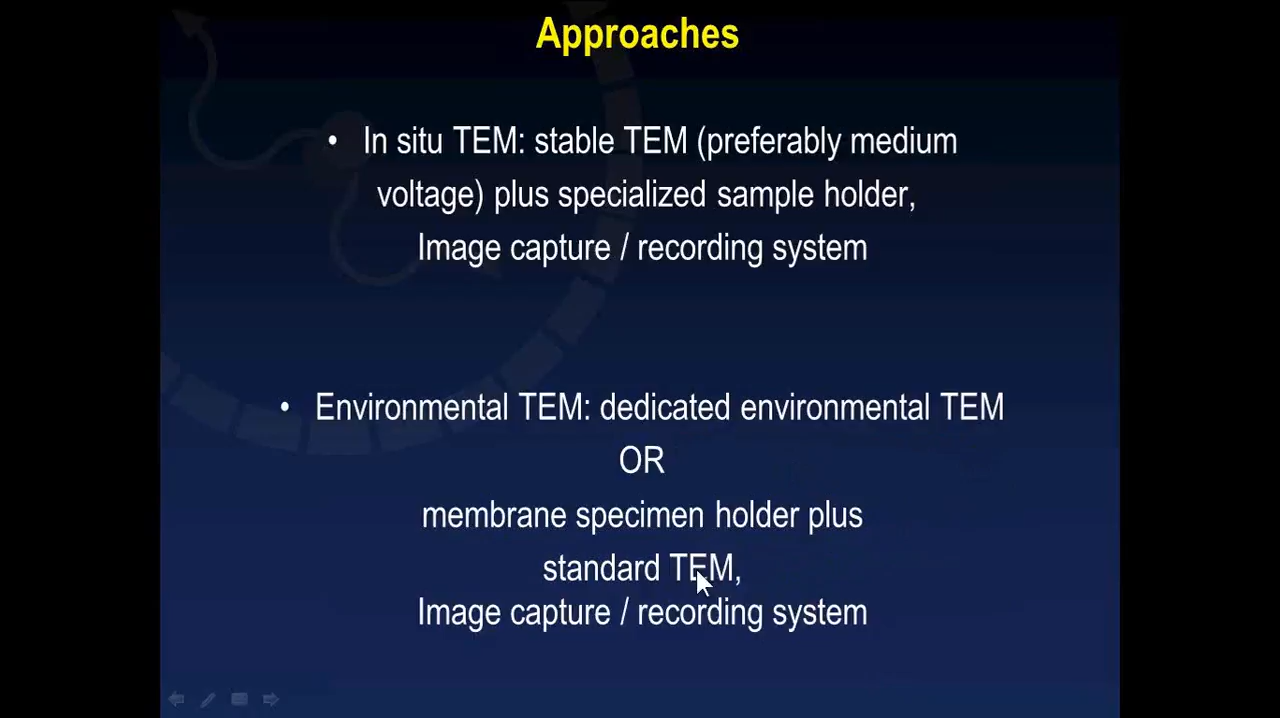 Approaches
• In situ TEM: stable TEM (preferably medium
voltage) plus specialized sample holder,
Image capture / recording system
• Environmental TEM: dedicated environmental TEM
OR
membrane specimen holder plus
standard TEM,
Image capture / recording system